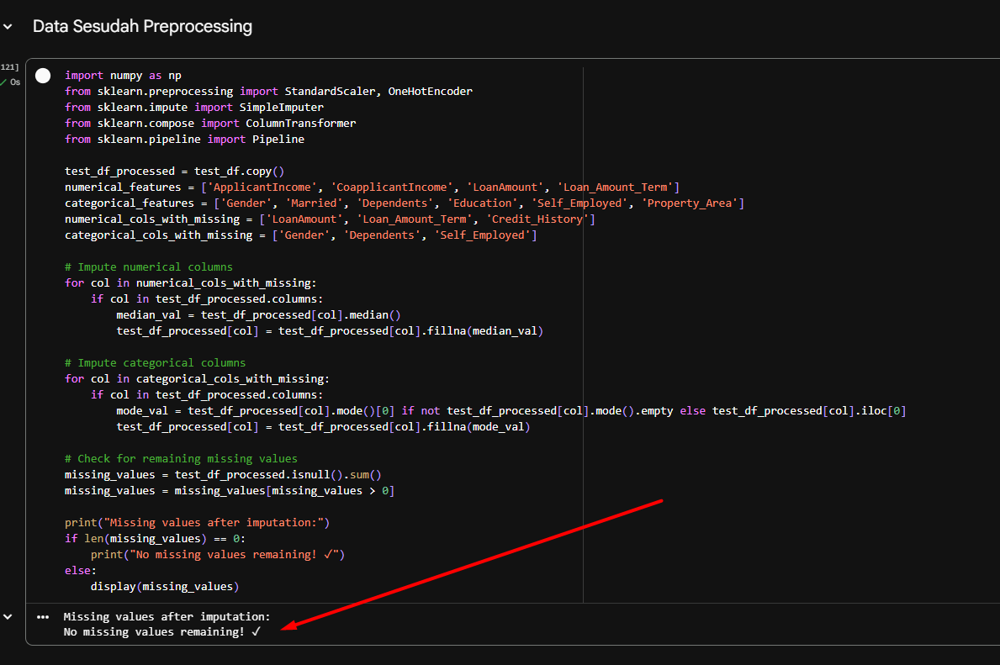 Data Sesudah Preprocessing
121]
✓ 0s
import numpy as np
from sklearn.preprocessing import StandardScaler, OneHotEncoder
from sklearn.impute import SimpleImputer
from sklearn.compose import ColumnTransformer
from sklearn.pipeline import Pipeline
test_df_processed = test_df.copy()
numerical_features = ['ApplicantIncome', 'CoapplicantIncome', 'LoanAmount', 'Loan_Amount_Term']
categorical_features = ['Gender', 'Married', 'Dependents', 'Education', 'Self_Employed', 'Property_Area']
numerical_cols_with_missing = ['LoanAmount', 'Loan_Amount_Term', 'Credit_History']
categorical_cols_with_missing = ['Gender', 'Dependents', 'Self_Employed']
# Impute numerical columns
for col in numerical_cols_with_missing:
    if col in test_df_processed.columns:
        median_val = test_df_processed[col].median()
        test_df_processed[col] = test_df_processed[col].fillna(median_val)
# Impute categorical columns
for col in categorical_cols_with_missing:
    if col in test_df_processed.columns:
        mode_val = test_df_processed[col].mode()[0] if not test_df_processed[col].mode().empty else test_df_processed[col].iloc[0]
        test_df_processed[col] = test_df_processed[col].fillna(mode_val)
# Check for remaining missing values
missing_values = test_df_processed.isnull().sum()
missing_values = missing_values[missing_values > 0]
print("Missing values after imputation:")
if len(missing_values) == 0:
    print("No missing values remaining! ✓")
else:
    display(missing_values)
Missing values after imputation:
No missing values remaining! ✓